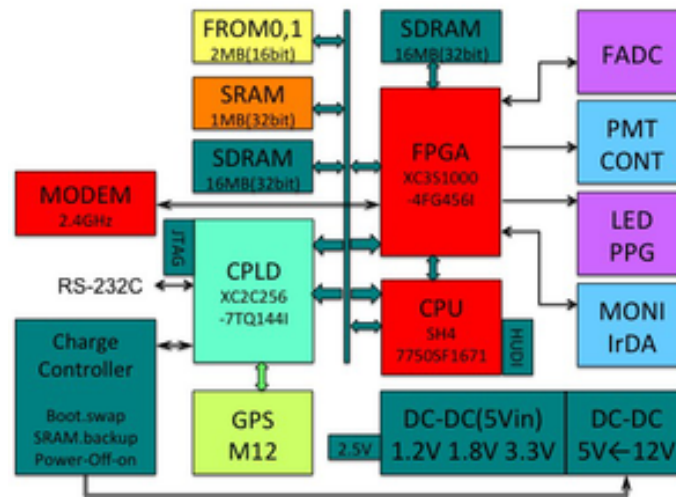 FROM0,1
2MB(16bit)
SDRAM
16MB(32bit)
FADC
SRAM
1MB(32bit)
FPGA
XC3S1000
-4FG456I
PMT
CONT
SDRAM
16MB(32bit)
MODEM
2.4GHz
LED
PPG
JTAG
CPLD
XC2C256
-7TQ144I
RS-232C
CPU
SH4
7750SF1671
HUDI
MONI
IrDA
Charge
Controller
Boot.swap
SRAM.backup
Power-Off-on
GPS
M12
2.5V
DC-DC(5Vin)
1.2V 1.8V 3.3V
DC-DC
5V←12V